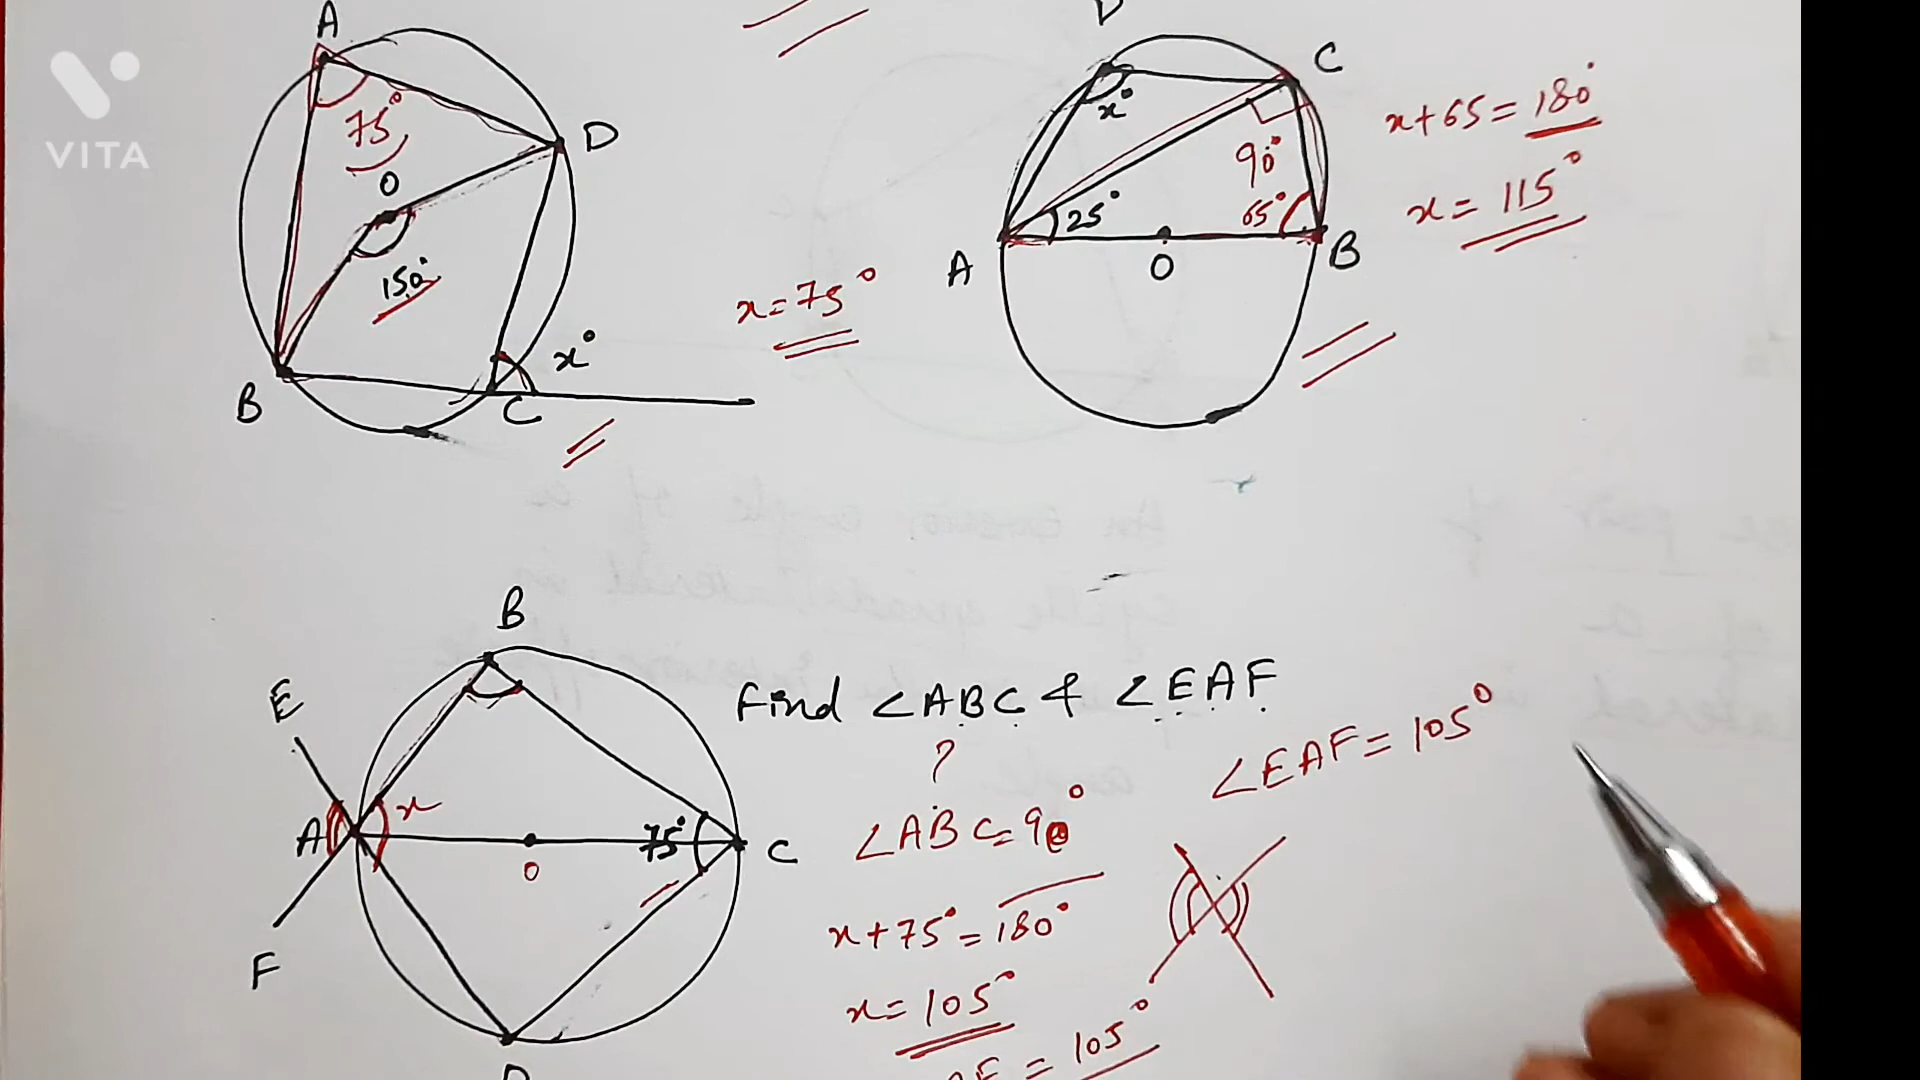 VITA
A
75°
O
D
150°
B
C
x°
x=75°
C
x°
90°
25°
65°
A
O
B
x+65=180°
x=115°
B
E
A
x
O
75°
C
F
Find ∠ABC & ∠EAF
?
∠ABC=90°
∠EAF=105°
x+75°=180°
x=105°
=105°